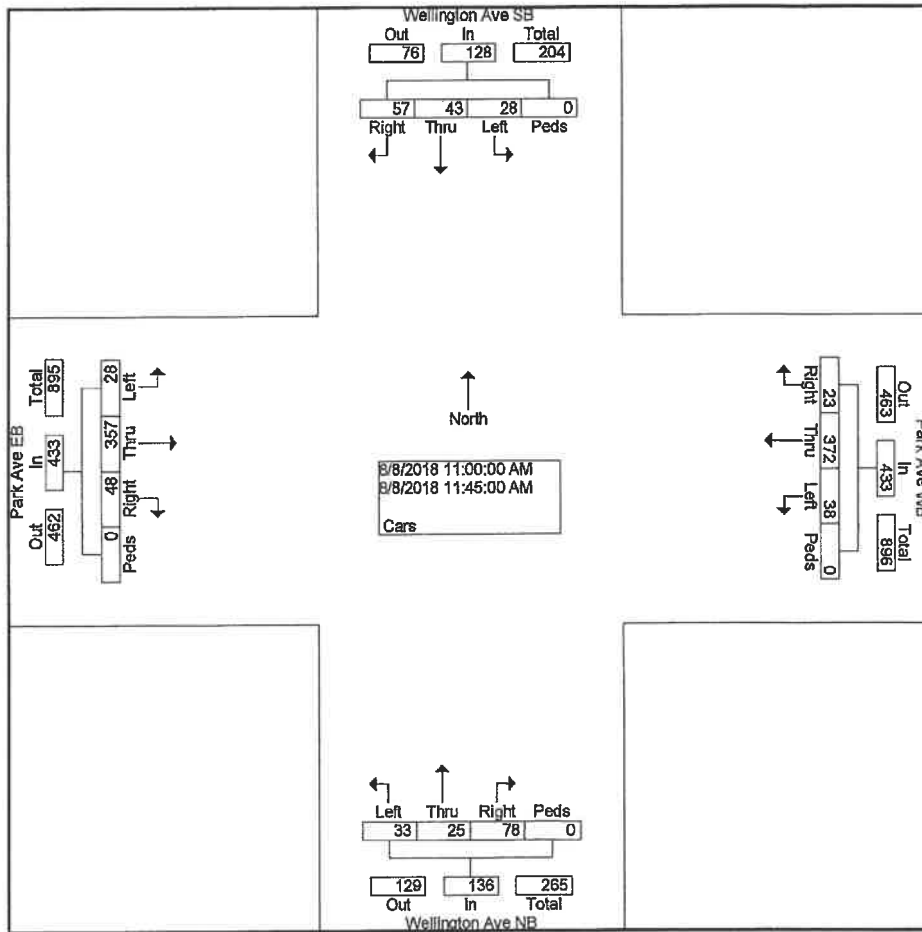 Wellington Ave SB
Out In Total
76 128 204
57 43 28 0
Right Thru Left Peds
Park Ave EB
Total In Out
895 433 462
28 357 48 0
Left Thru Right Peds
North
8/8/2018 11:00:00 AM
8/8/2018 11:45:00 AM
Cars
Right Thru Left Peds
23 372 38 0
Out In Total
463 433 896
Park Ave WB
Left Thru Right Peds
33 25 78 0
129 136 265
Out In Total
Wellington Ave NB